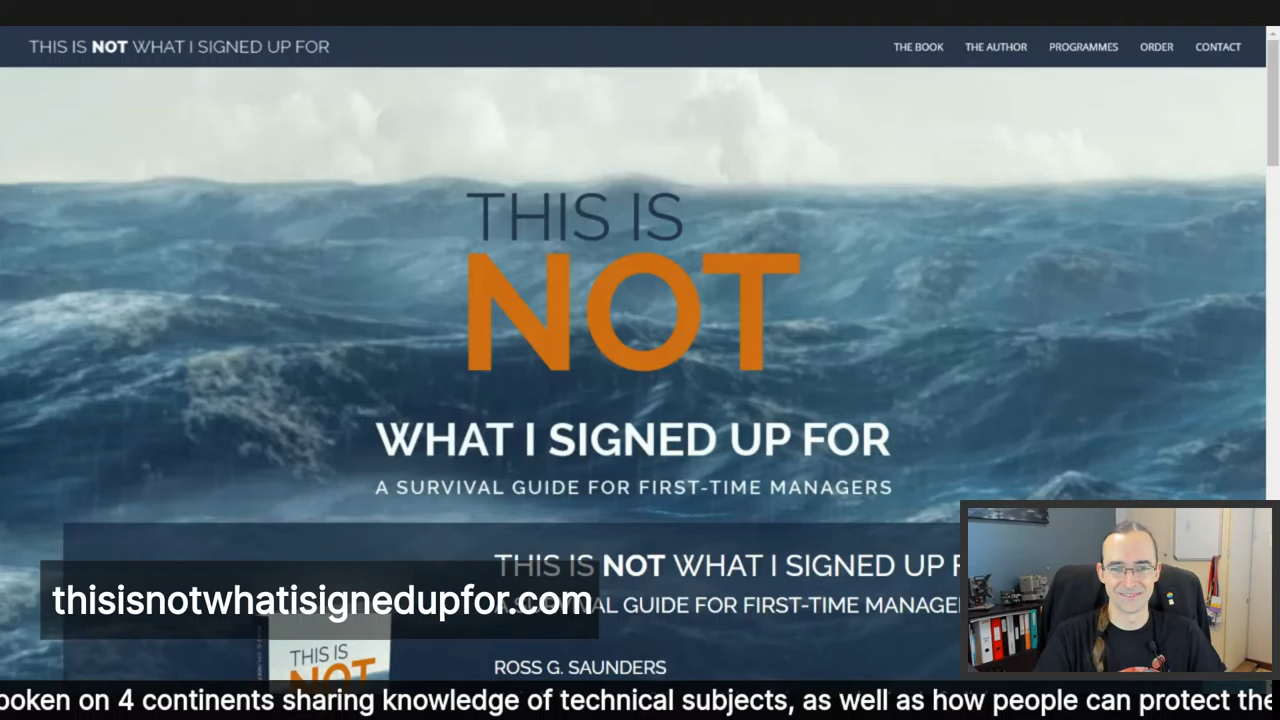 THIS IS NOT WHAT I SIGNED UP FOR
THE BOOK THE AUTHOR PROGRAMMES ORDER CONTACT
THIS IS
NOT
WHAT I SIGNED UP FOR
A SURVIVAL GUIDE FOR FIRST-TIME MANAGERS
THIS IS NOT WHAT I SIGNED UP F
thisisnotwhatisignedupfor.com
AL GUIDE FOR FIRST-TIME MANAGE
ROSS G. SAUNDERS
THIS IS
NOT
poken on 4 continents sharing knowledge of technical subjects, as well as how people can protect the